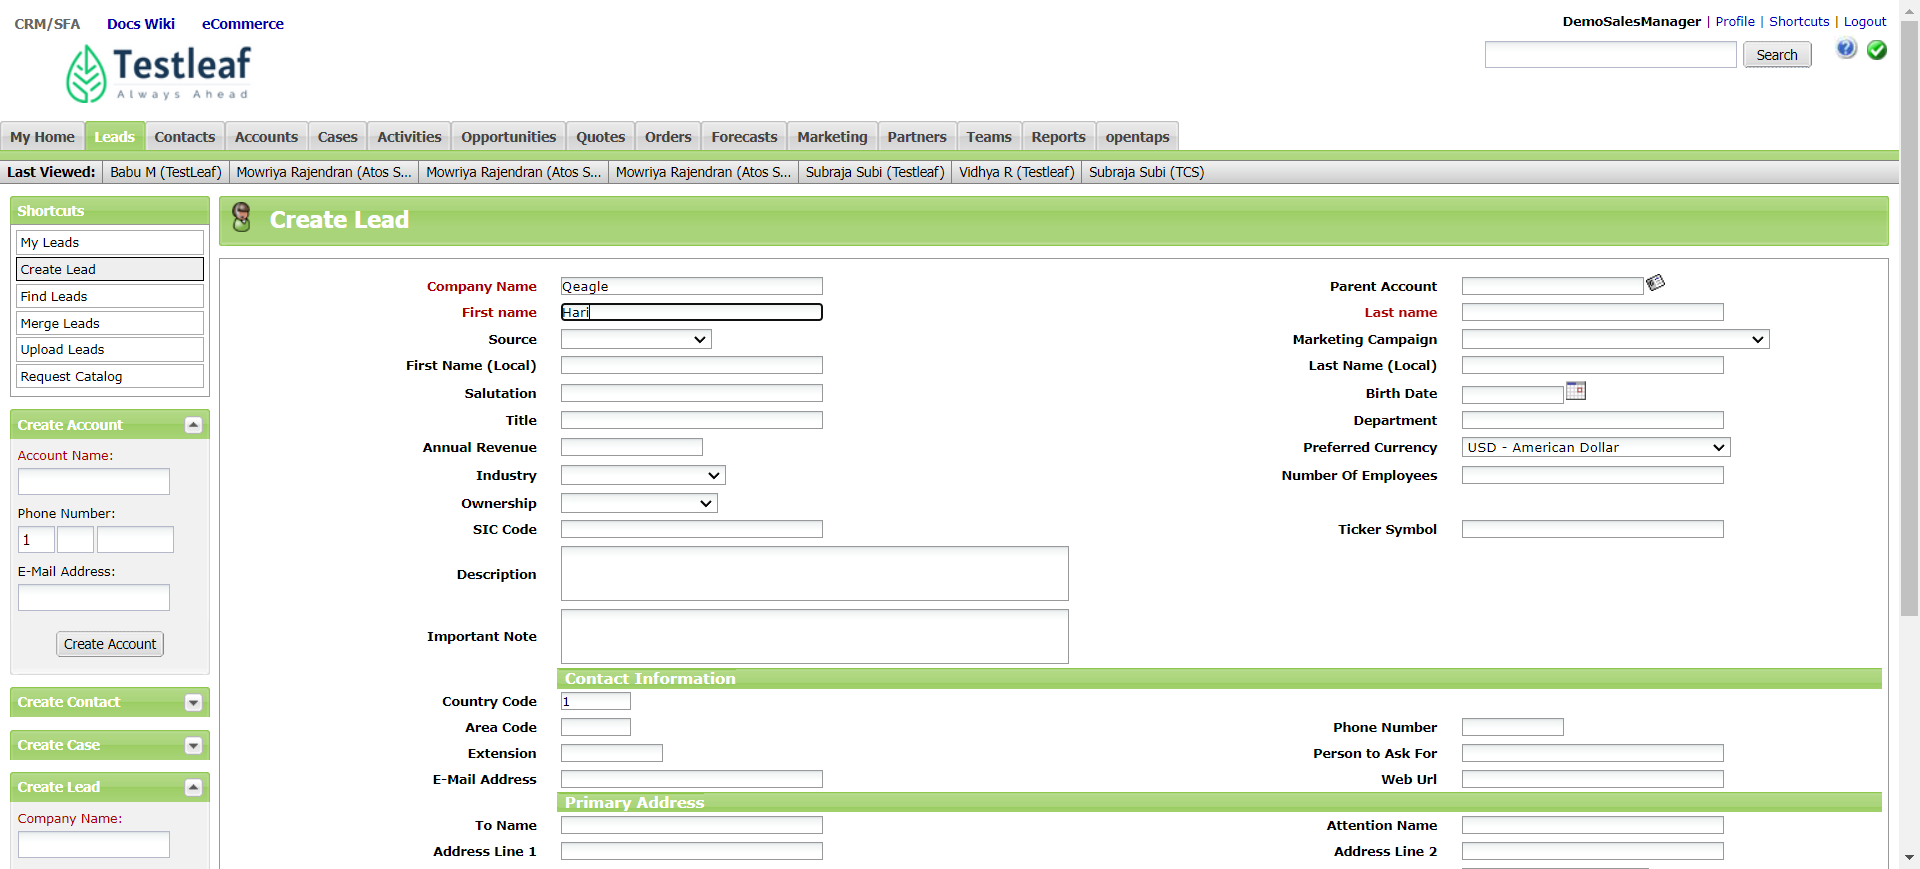 CRM/SFA Docs Wiki eCommerce
DemoSalesManager | Profile | Shortcuts | Logout
Testleaf
Always Ahead
Search
My Home Leads Contacts Accounts Cases Activities Opportunities Quotes Orders Forecasts Marketing Partners Teams Reports opentaps
Last Viewed: Babu M (TestLeaf) Mowriya Rajendran (Atos S... Mowriya Rajendran (Atos S... Mowriya Rajendran (Atos S... Subraja Subi (Testleaf) Vidhya R (Testleaf) Subraja Subi (TCS)
Shortcuts
My Leads
Create Lead
Find Leads
Merge Leads
Upload Leads
Request Catalog
Create Account
Account Name:
Phone Number:
1
E-Mail Address:
Create Account
Create Contact
Create Case
Create Lead
Company Name:
Create Lead
Company Name Qeagle Parent Account
First name Hari Last name
Source Marketing Campaign
First Name (Local) Last Name (Local)
Salutation Birth Date
Title Department
Annual Revenue Preferred Currency USD - American Dollar
Industry Number Of Employees
Ownership
SIC Code Ticker Symbol
Description
Important Note
Contact Information
Country Code 1
Area Code Phone Number
Extension Person to Ask For
E-Mail Address Web Url
Primary Address
To Name Attention Name
Address Line 1 Address Line 2